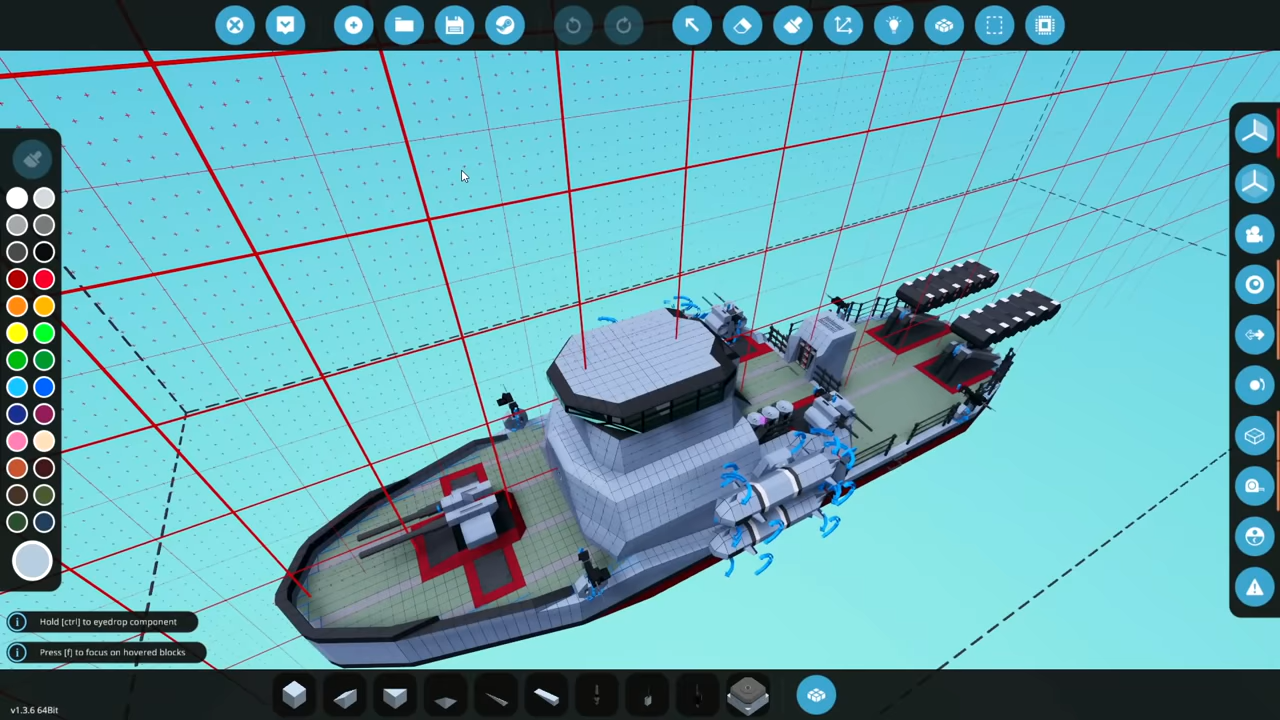 Hold [ctrl] to eyedrop component
Press [f] to focus on hovered blocks
v1.3.6 64Bit